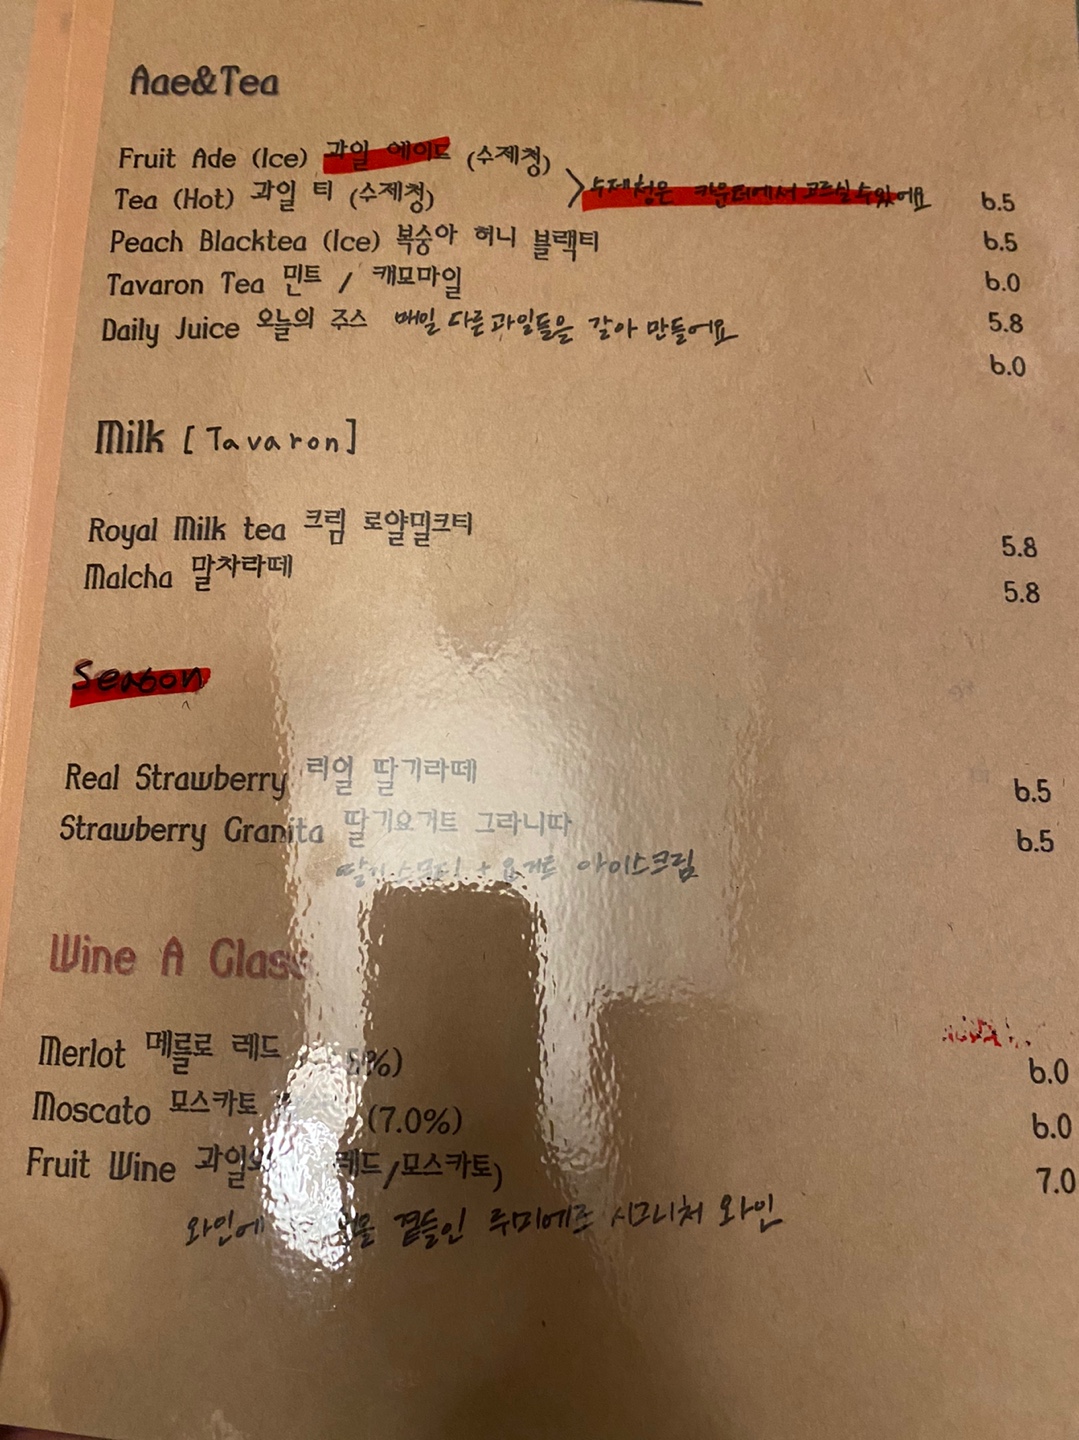 Aae&Tea
Fruit Ade (Ice) 과일 에이드 (수제청)
Tea (Hot) 과일 티 (수제청) > 수제청은 카운터에서 고르실 수 있어요 6.5
Peach Blacktea (Ice) 복숭아 허니 블랙티 6.5
Tavaron Tea 민트 / 캐모마일 6.0
Daily Juice 오늘의 주스 매일 다른 과일들을 갈아 만들어요 5.8
6.0
Milk [Tavaron]
Royal Milk tea 크림 로얄밀크티 5.8
Malcha 말차라떼 5.8
Season
Real Strawberry 리얼 딸기라떼 6.5
Strawberry Granita 딸기요거트 그라니따 6.5
딸기 스무디 + 요거트 아이스크림
Wine A Glass
Merlot 메를로 레드 %) 6.0
Moscato 모스카토 (7.0%) 6.0
Fruit Wine 레드/모스카토) 7.0
와인에 곁들인 루미에르 시그니처 와인